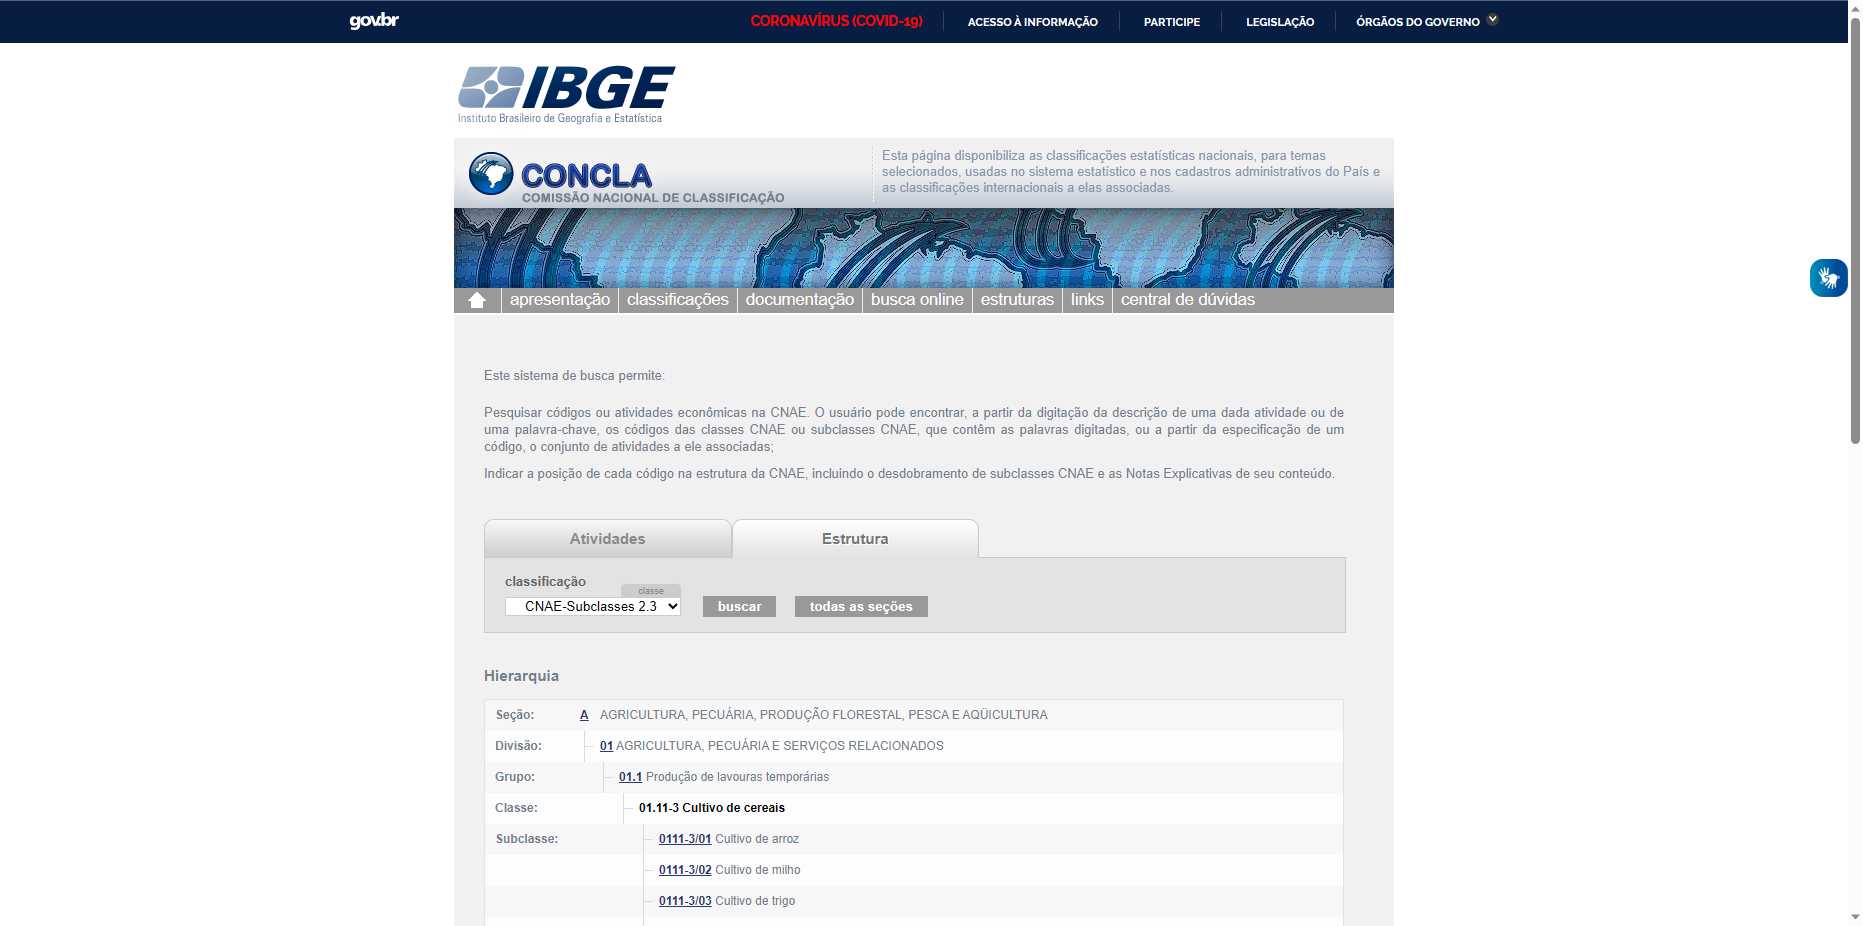 gov.br
CORONAVÍRUS (COVID-19)
ACESSO À INFORMAÇÃO
PARTICIPE
LEGISLAÇÃO
ÓRGÃOS DO GOVERNO
IBGE
Instituto Brasileiro de Geografia e Estatística
CONCLA
COMISSÃO NACIONAL DE CLASSIFICAÇÃO
Esta página disponibiliza as classificações estatísticas nacionais, para temas
selecionados, usadas no sistema estatístico e nos cadastros administrativos do País e
as classificações internacionais a elas associadas.
apresentação
classificações
documentação
busca online
estruturas
links
central de dúvidas
Este sistema de busca permite:
Pesquisar códigos ou atividades econômicas na CNAE. O usuário pode encontrar, a partir da digitação da descrição de uma dada atividade ou de
uma palavra-chave, os códigos das classes CNAE ou subclasses CNAE, que contêm as palavras digitadas, ou a partir da especificação de um
código, o conjunto de atividades a ele associadas;
Indicar a posição de cada código na estrutura da CNAE, incluindo o desdobramento de subclasses CNAE e as Notas Explicativas de seu conteúdo.
Atividades
Estrutura
classificação
classe
CNAE-Subclasses 2.3
buscar
todas as seções
Hierarquia
Seção: A AGRICULTURA, PECUÁRIA, PRODUÇÃO FLORESTAL, PESCA E AQÜICULTURA
Divisão: 01 AGRICULTURA, PECUÁRIA E SERVIÇOS RELACIONADOS
Grupo: 01.1 Produção de lavouras temporárias
Classe: 01.11-3 Cultivo de cereais
Subclasse: 0111-3/01 Cultivo de arroz
0111-3/02 Cultivo de milho
0111-3/03 Cultivo de trigo